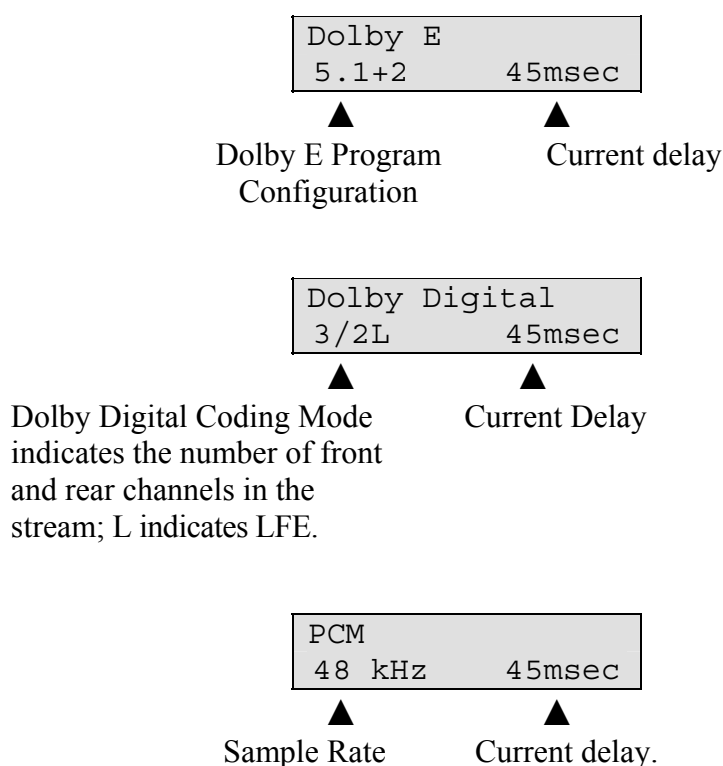 Dolby E
5.1+2 45msec
Dolby E Program Current delay
Configuration
Dolby Digital
3/2L 45msec
Dolby Digital Coding Mode Current Delay
indicates the number of front
and rear channels in the
stream; L indicates LFE.
PCM
48 kHz 45msec
Sample Rate Current delay.